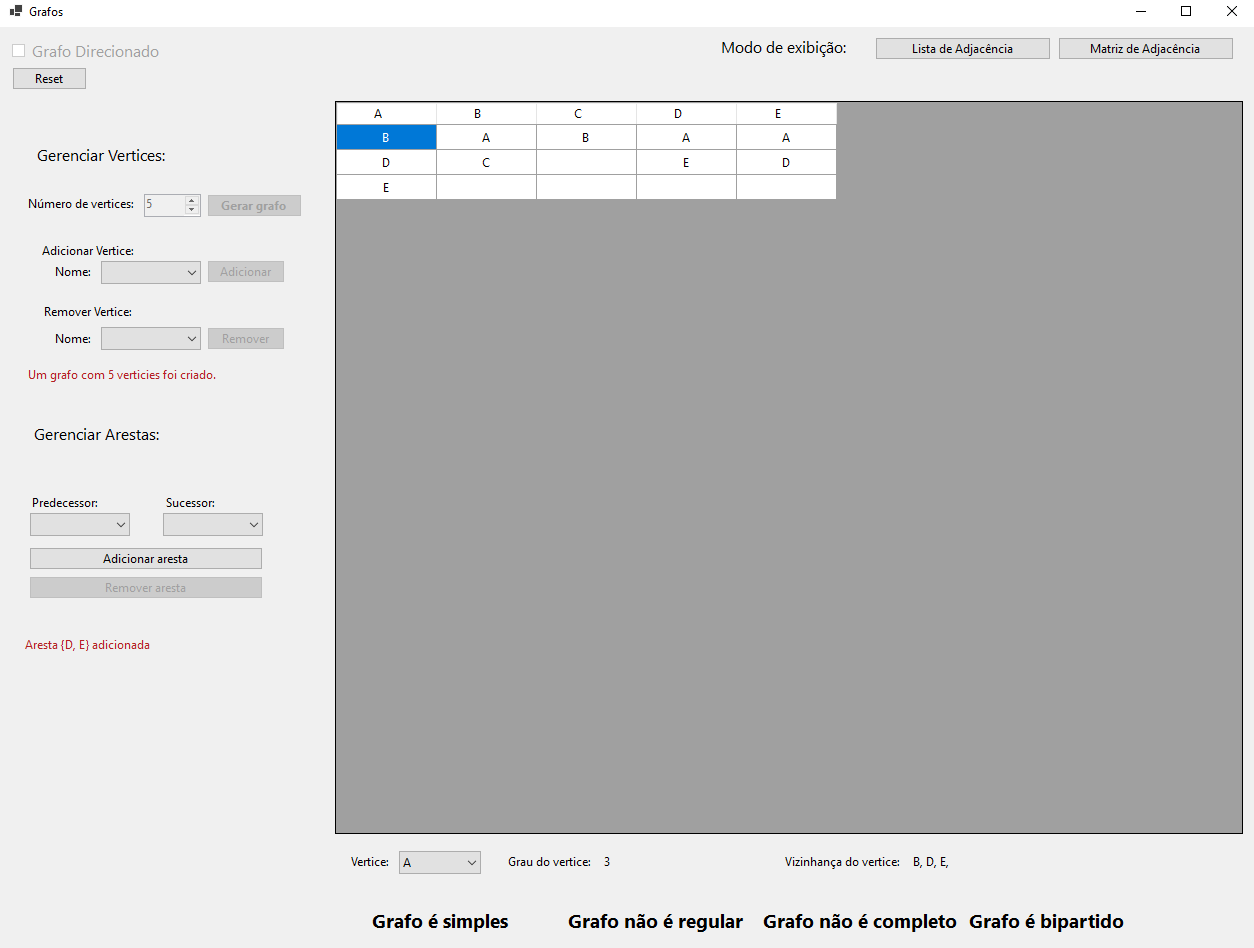 Grafos
Grafo Direcionado
Modo de exibição:
Lista de Adjacência
Matriz de Adjacência
Reset
A B C D E
B A B A A
D C E D
E
Gerenciar Vertices:
Número de vertices: 5 Gerar grafo
Adicionar Vertice:
Nome: Adicionar
Remover Vertice:
Nome: Remover
Um grafo com 5 verticies foi criado.
Gerenciar Arestas:
Predecessor: Sucessor:
Adicionar aresta
Remover aresta
Aresta {D, E} adicionada
Vertice: A Grau do vertice: 3 Vizinhança do vertice: B, D, E,
Grafo é simples Grafo não é regular Grafo não é completo Grafo é bipartido